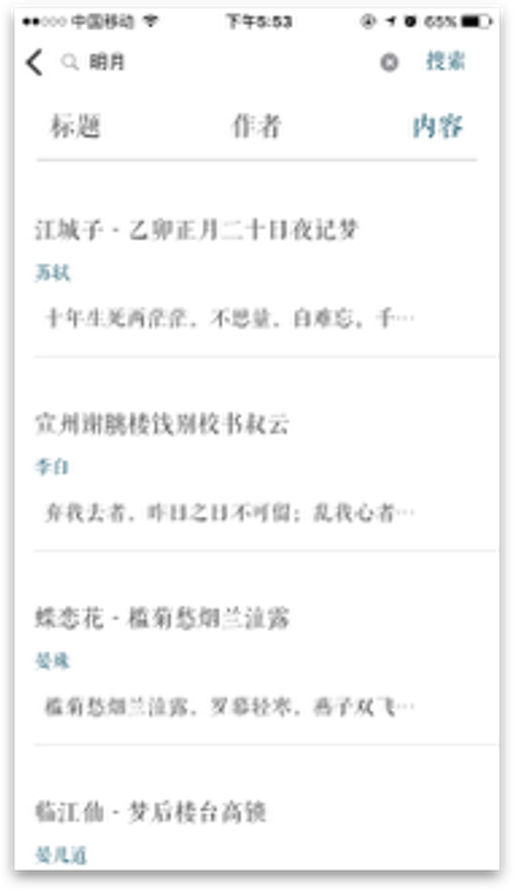 中国移动 下午5:53 65%
明月 搜索
标题 作者 内容
江城子·乙卯正月二十日夜记梦
苏轼
十年生死两茫茫，不思量，自难忘，千…
宣州谢朓楼饯别校书叔云
李白
弃我去者，昨日之日不可留；乱我心者…
蝶恋花·槛菊愁烟兰泣露
晏殊
槛菊愁烟兰泣露，罗幕轻寒，燕子双飞…
临江仙·梦后楼台高锁
晏几道